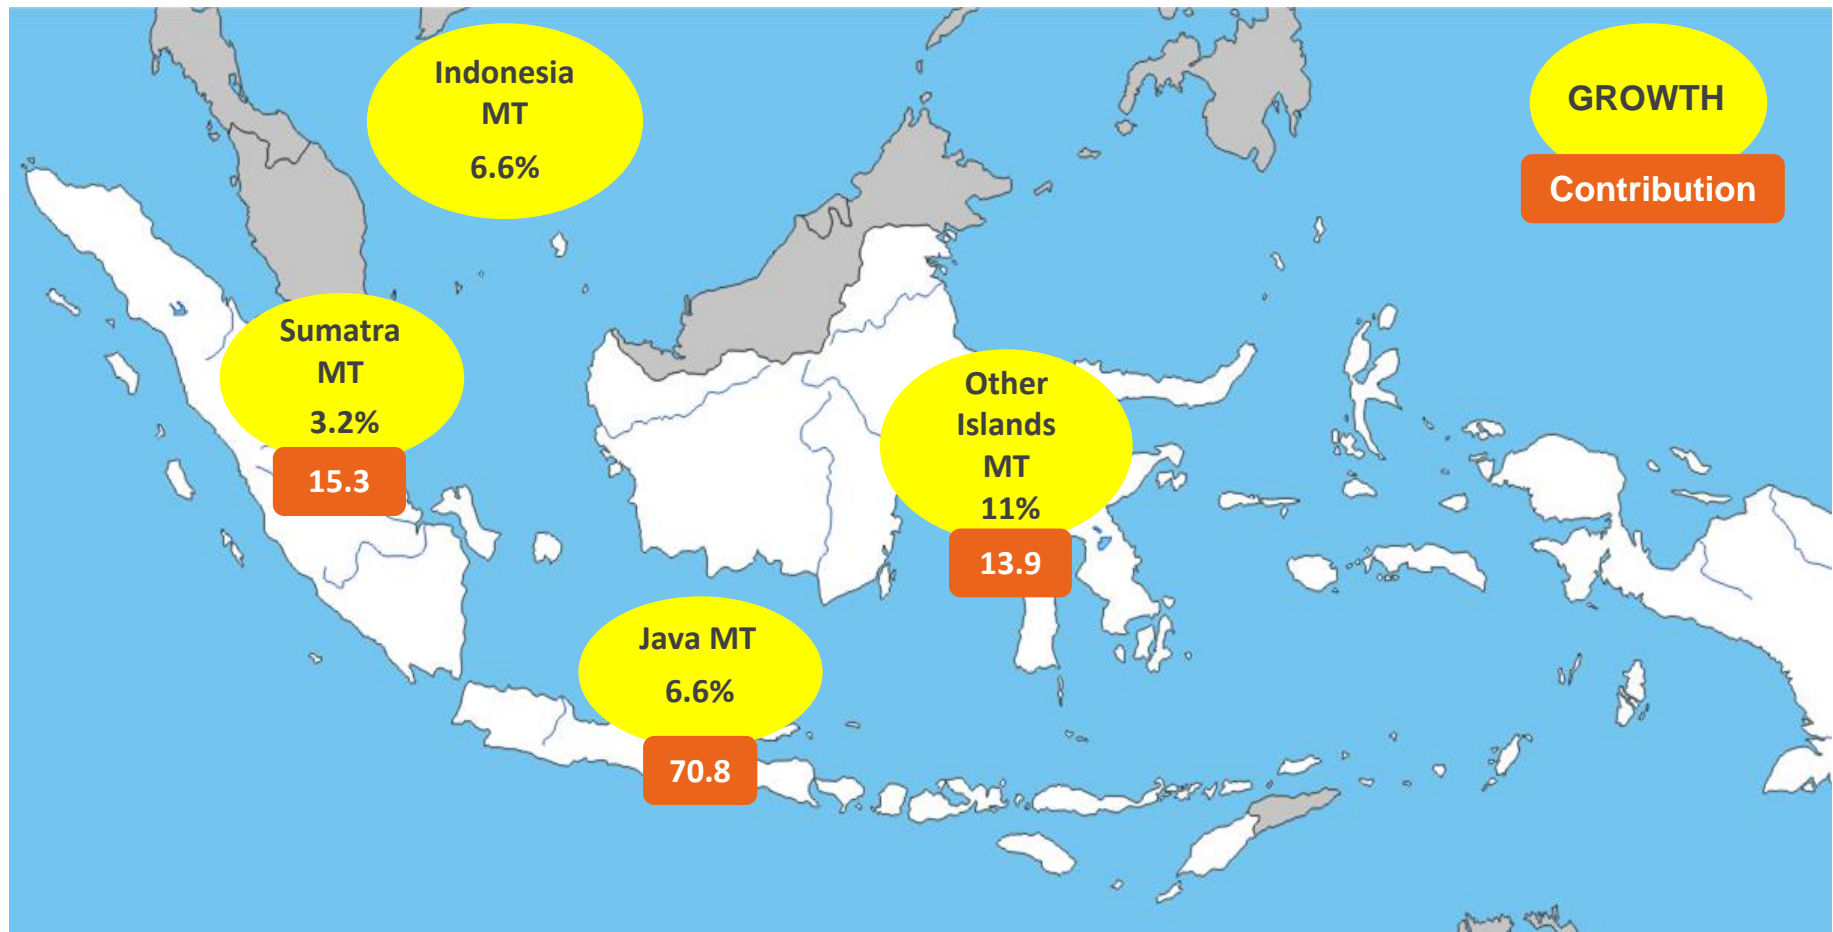 Indonesia
MT
6.6%
GROWTH
Contribution
Sumatra
MT
3.2%
15.3
Other
Islands
MT
11%
13.9
Java MT
6.6%
70.8